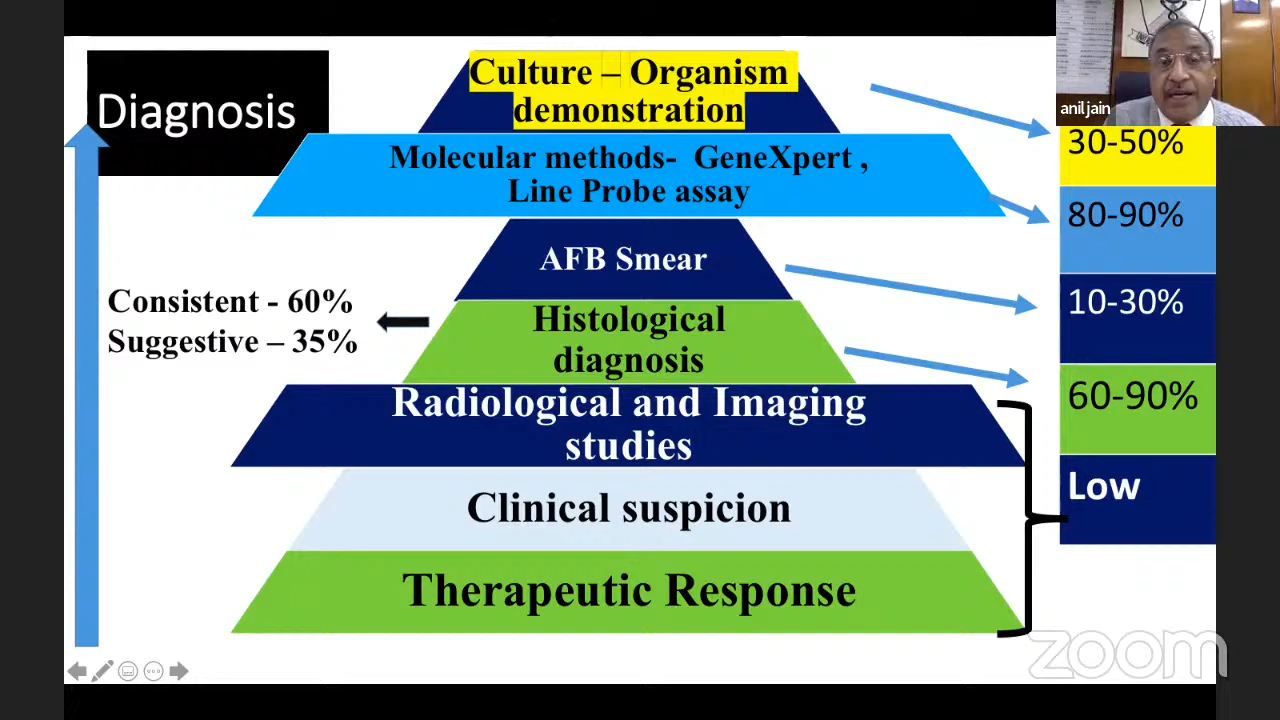 Diagnosis
Culture – Organism
demonstration
Molecular methods-  GeneXpert ,
Line Probe assay
AFB Smear
Histological
diagnosis
Radiological and Imaging
studies
Clinical suspicion
Therapeutic Response
Consistent - 60%
Suggestive – 35%
anil jain
30-50%
80-90%
10-30%
60-90%
Low
zoom